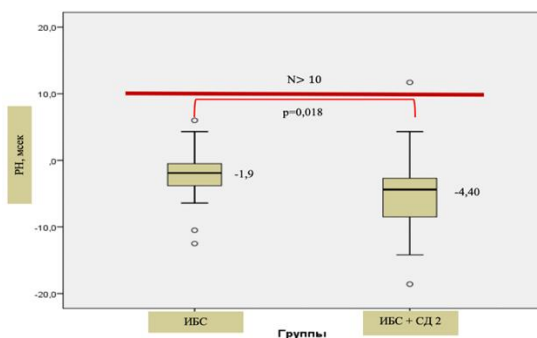 20,0
N> 10
10,0
p=0,018
РН, мсек
,0
-1,9
-4,40
-10,0
-20,0
ИБС
ИБС + СД 2
Группы